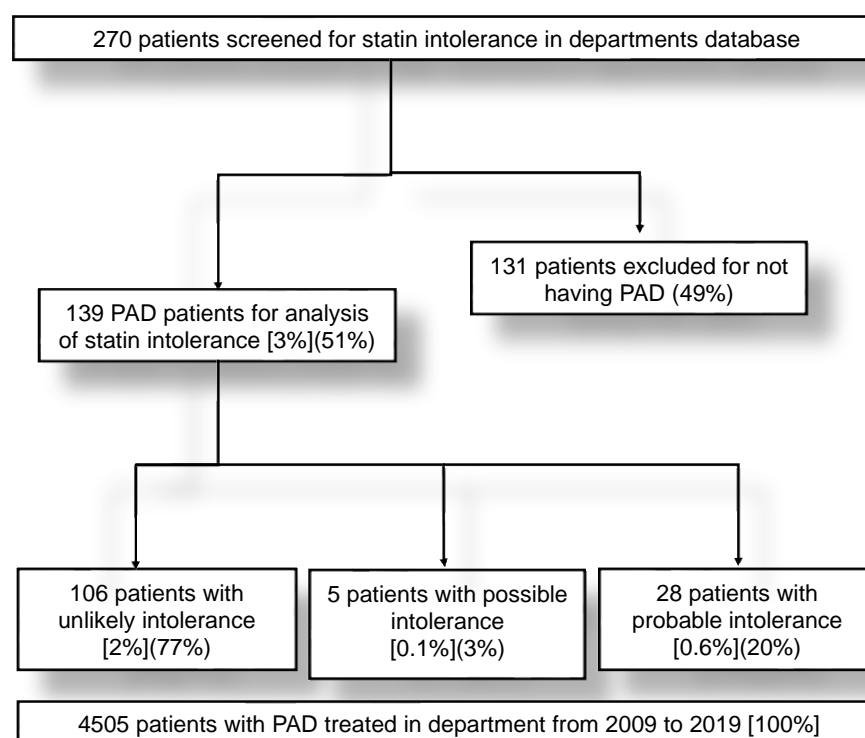 270 patients screened for statin intolerance in departments database
131 patients excluded for not
having PAD (49%)
139 PAD patients for analysis
of statin intolerance [3%](51%)
106 patients with
unlikely intolerance
[2%](77%)
5 patients with possible
intolerance
[0.1%](3%)
28 patients with
probable intolerance
[0.6%](20%)
4505 patients with PAD treated in department from 2009 to 2019 [100%]